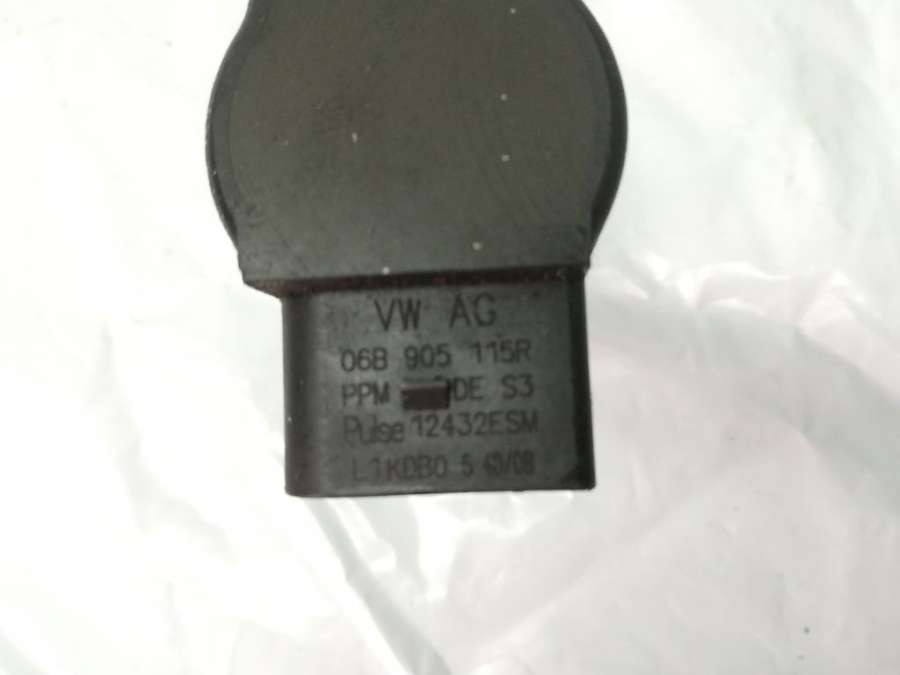 VW AG
06B 905 115R
PPM DE S3
Pulse 12432ESM
L1KDB0 5 40/08